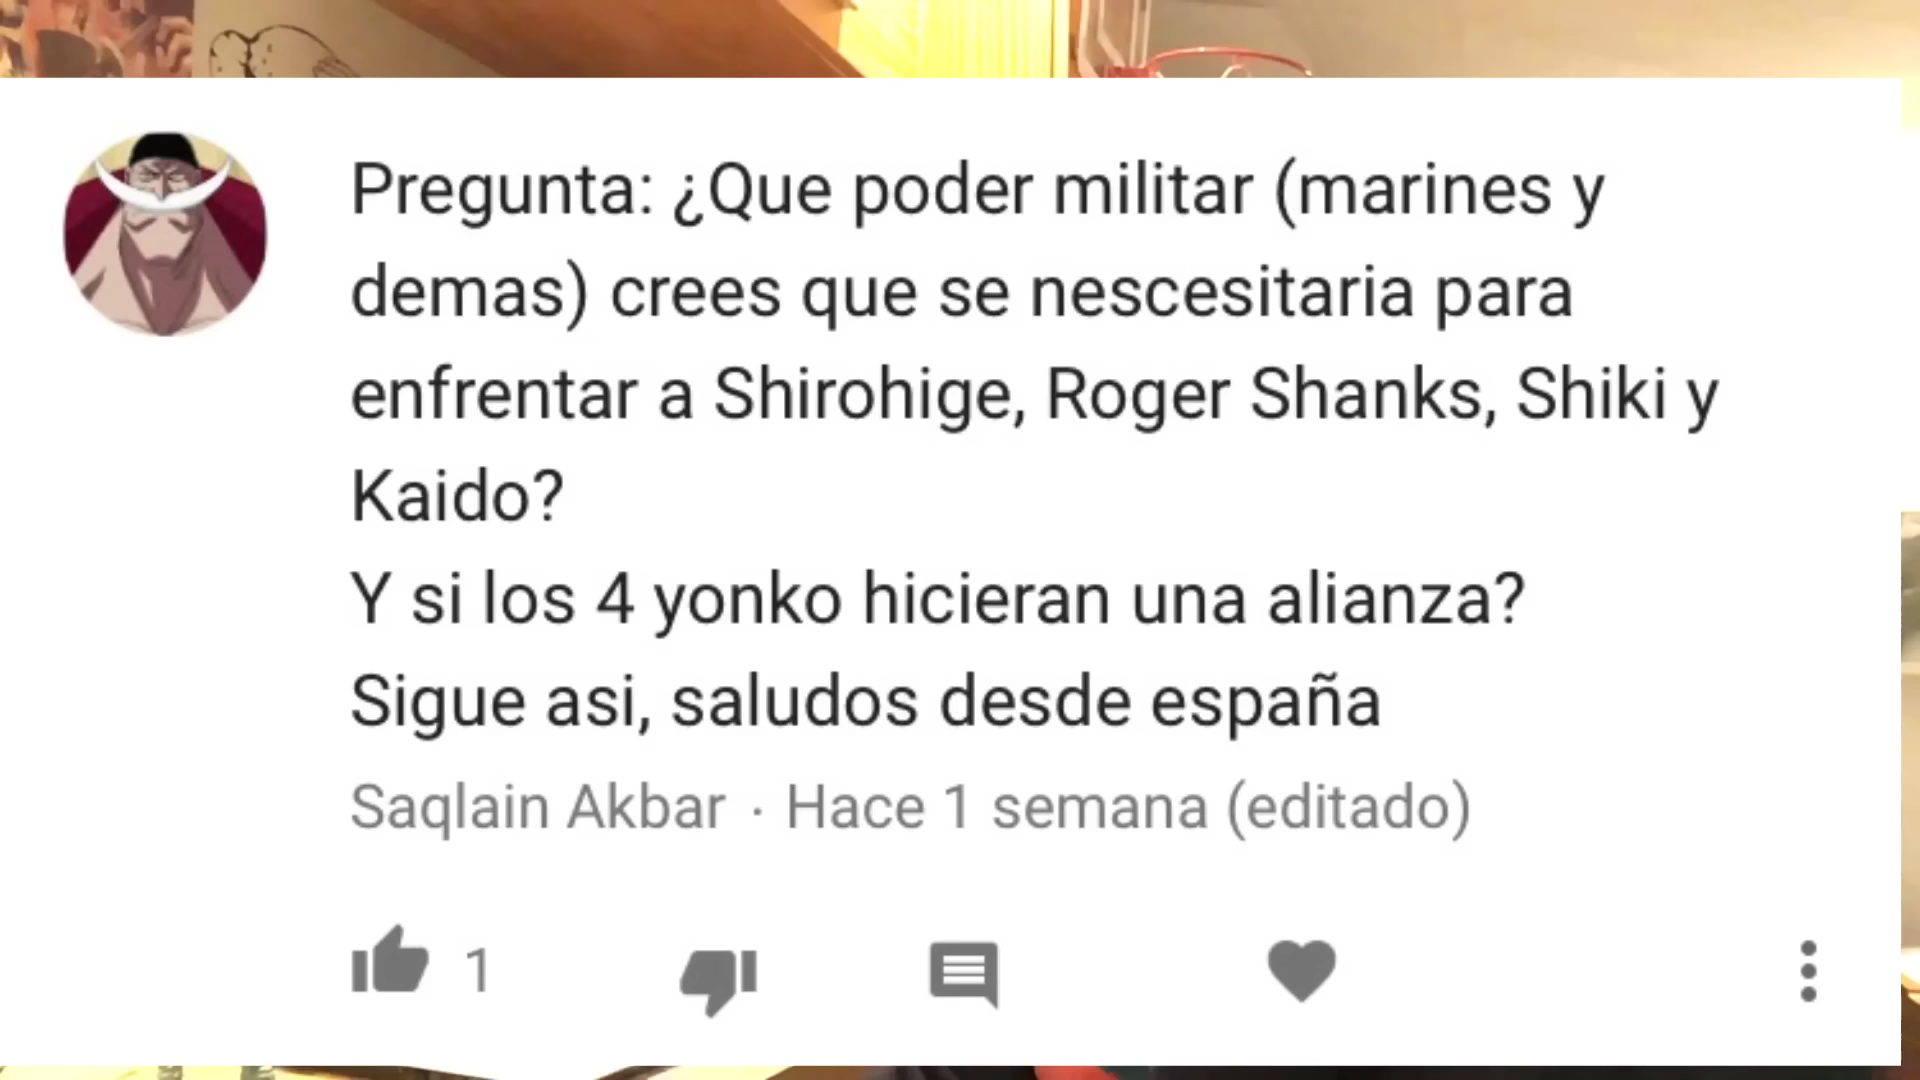 Pregunta: ¿Que poder militar (marines y
demas) crees que se nescesitaria para
enfrentar a Shirohige, Roger Shanks, Shiki y
Kaido?
Y si los 4 yonko hicieran una alianza?
Sigue asi, saludos desde españa
Saqlain Akbar · Hace 1 semana (editado)
1